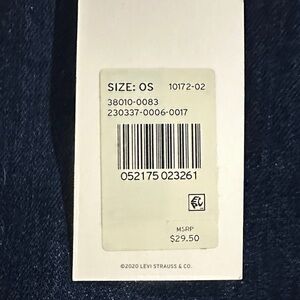 SIZE: OS 10172-02
38010-0083
230337-0006-0017
052175 023261
MSRP
$29.50
©2020 LEVI STRAUSS & CO.